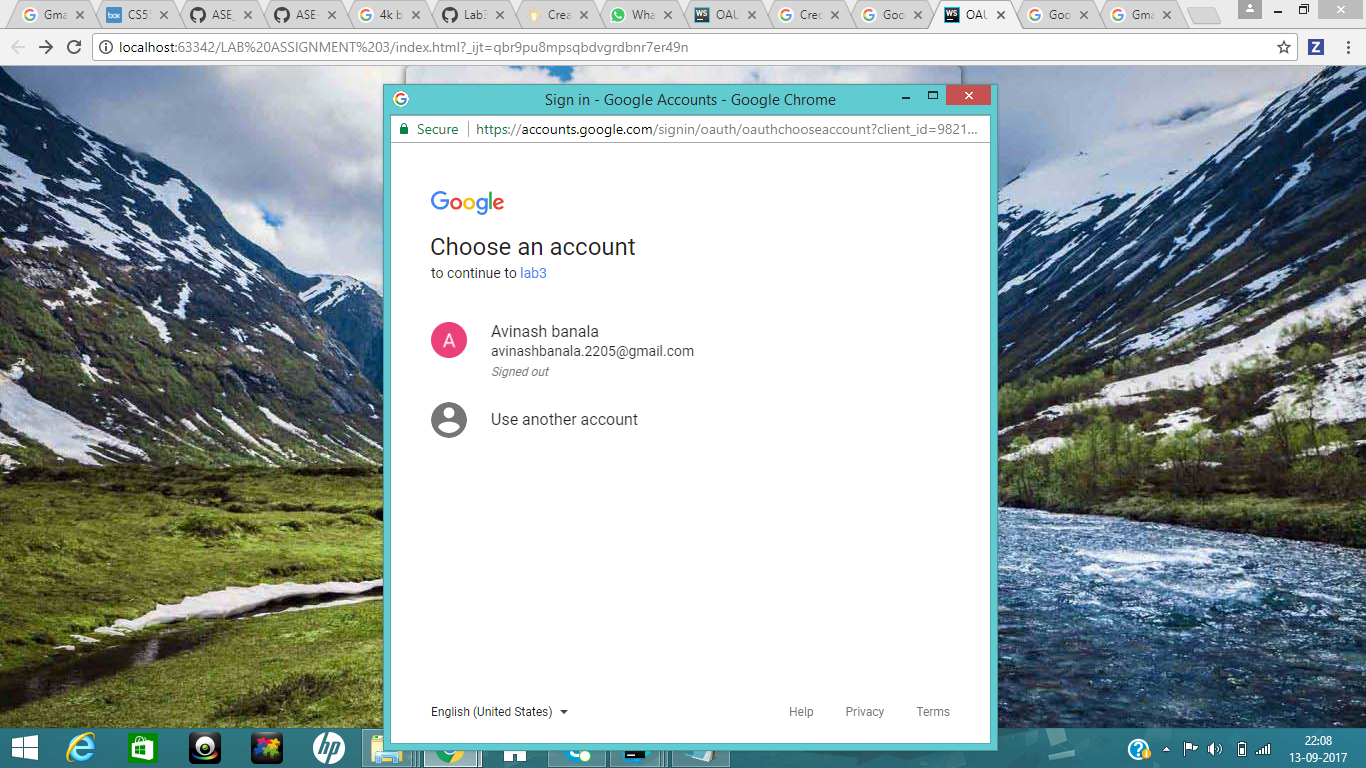 Gma
CS5
ASE_
ASE-
4k b
Lab
Crea
Wha
OAU
Crec
Goo
OAU
Goo
Gma
localhost:63342/LAB%20ASSIGNMENT%203/index.html?_ijt=qbr9pu8mpsqbdvgrdbnr7er49n
Sign in - Google Accounts - Google Chrome
Secure https://accounts.google.com/signin/oauth/oauthchooseaccount?client_id=9821...
Google
Choose an account
to continue to lab3
A
Avinash banala
avinashbanala.2205@gmail.com
Signed out
Use another account
English (United States)
Help Privacy Terms
hp
22:08
13-09-2017